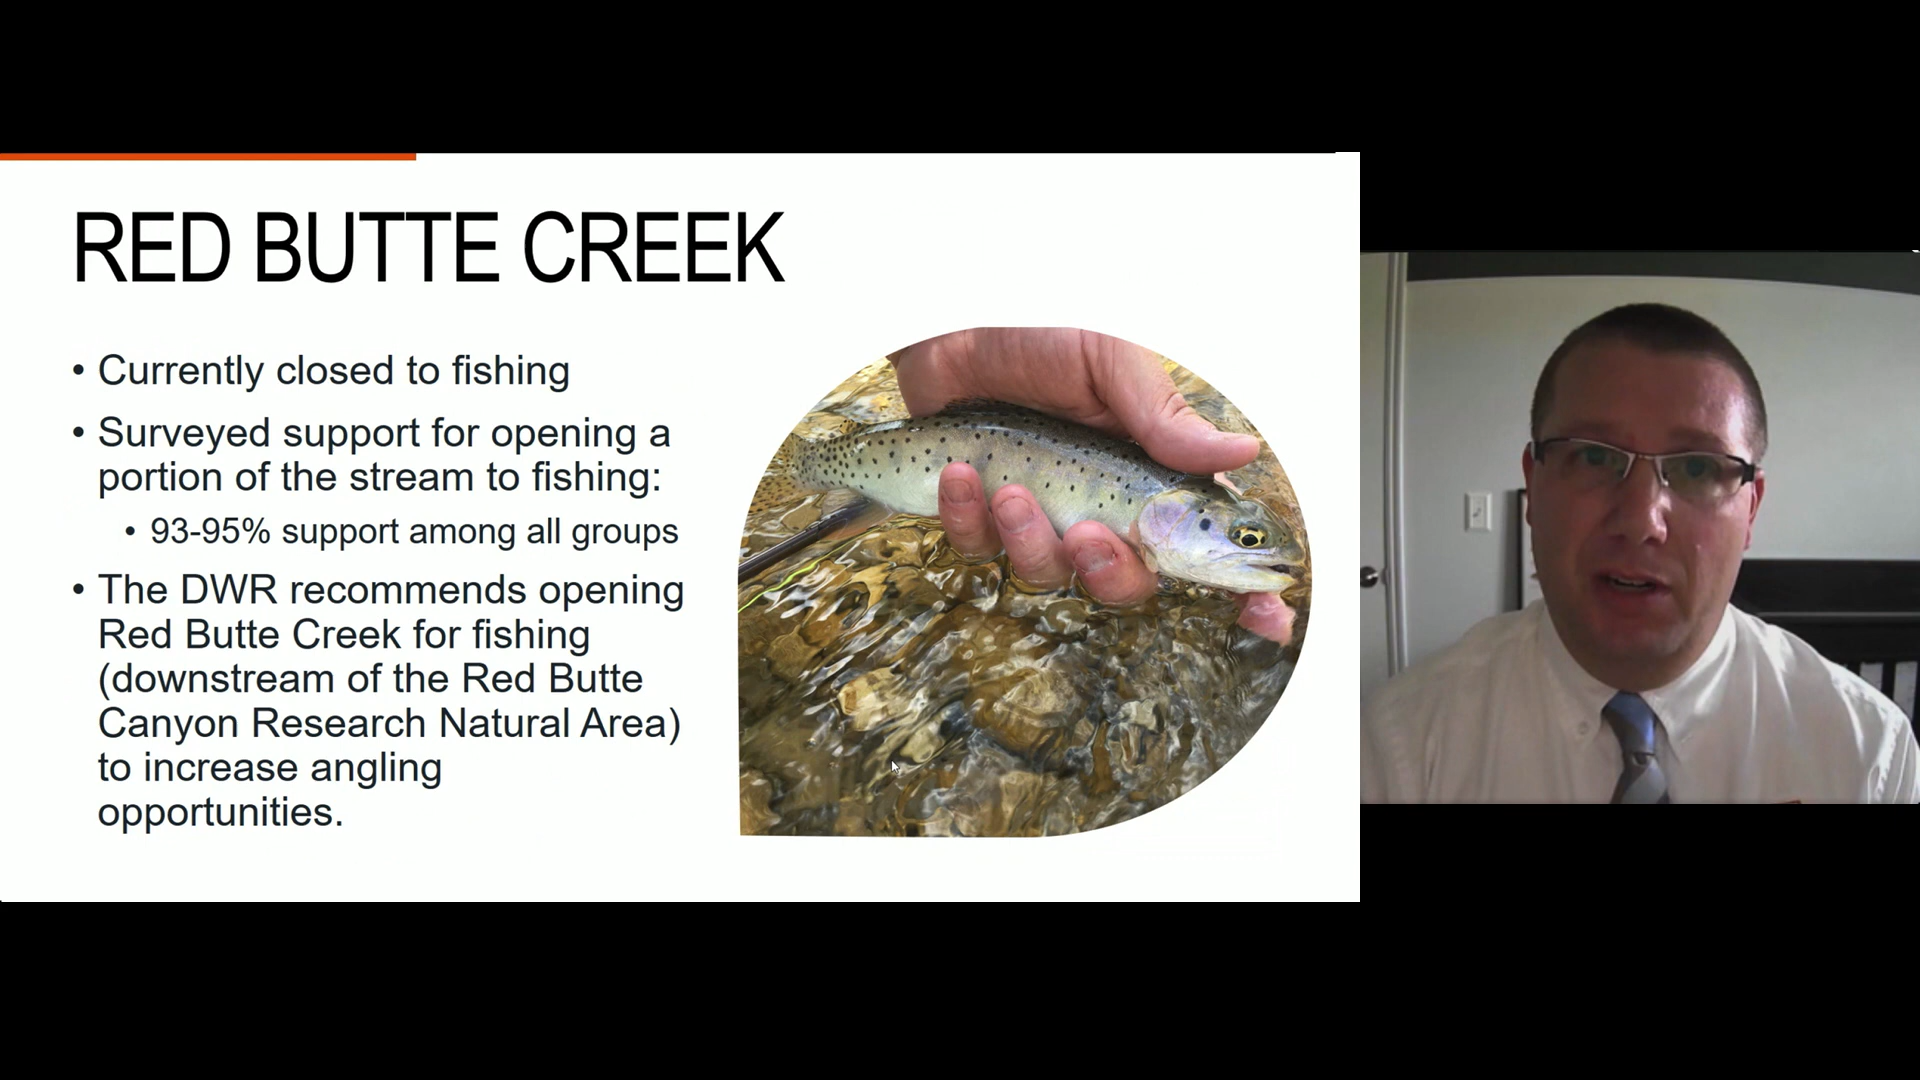 RED BUTTE CREEK
• Currently closed to fishing
• Surveyed support for opening a
portion of the stream to fishing:
• 93-95% support among all groups
• The DWR recommends opening
Red Butte Creek for fishing
(downstream of the Red Butte
Canyon Research Natural Area)
to increase angling
opportunities.